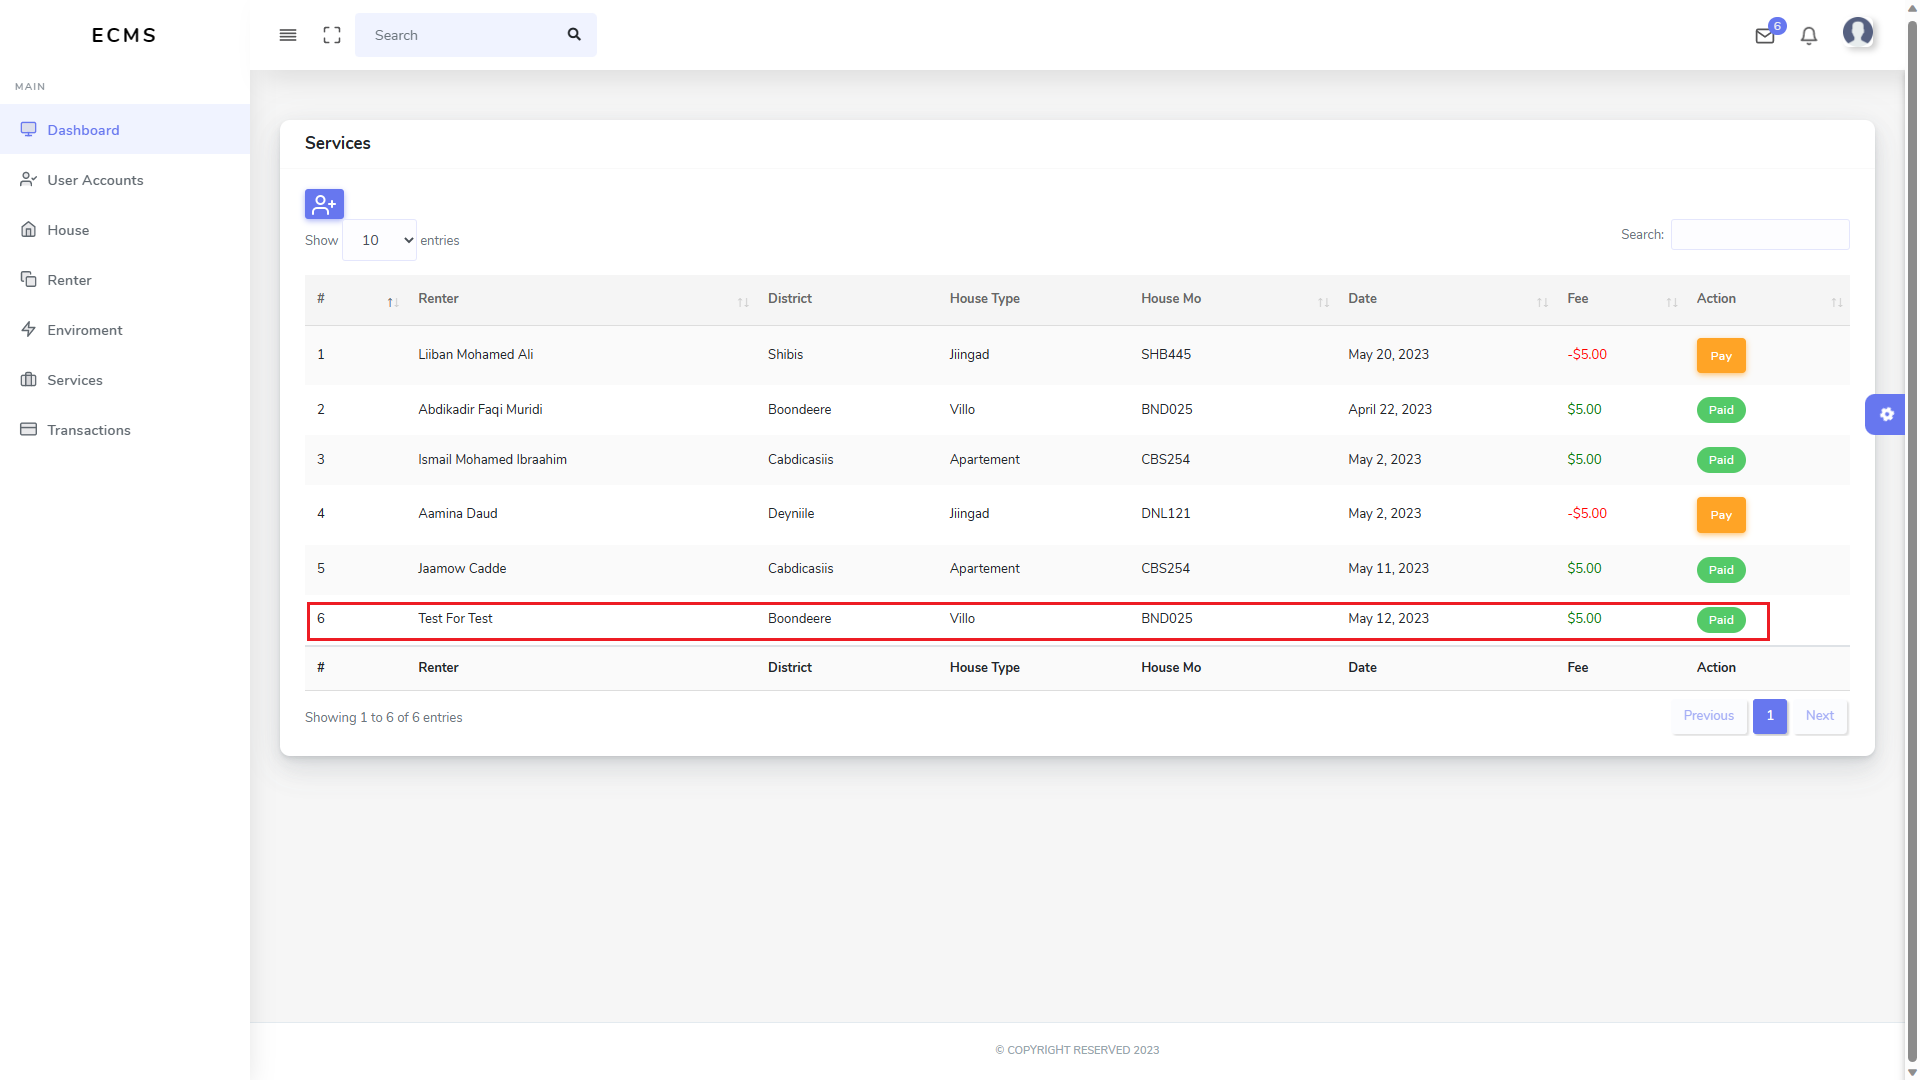 ECMS
Search
6
MAIN
Dashboard
User Accounts
House
Renter
Enviroment
Services
Transactions
Services
Show 10 entries
Search:
# Renter District House Type House Mo Date Fee Action
1 Liiban Mohamed Ali Shibis Jiingad SHB445 May 20, 2023 -$5.00 Pay
2 Abdikadir Faqi Muridi Boondeere Villo BND025 April 22, 2023 $5.00 Paid
3 Ismail Mohamed Ibraahim Cabdicasiis Apartement CBS254 May 2, 2023 $5.00 Paid
4 Aamina Daud Deyniile Jiingad DNL121 May 2, 2023 -$5.00 Pay
5 Jaamow Cadde Cabdicasiis Apartement CBS254 May 11, 2023 $5.00 Paid
6 Test For Test Boondeere Villo BND025 May 12, 2023 $5.00 Paid
# Renter District House Type House Mo Date Fee Action
Showing 1 to 6 of 6 entries
Previous 1 Next
© COPYRIGHT RESERVED 2023